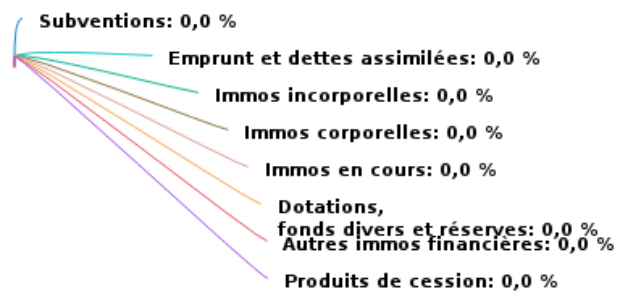 Subventions: 0,0 %
Emprunt et dettes assimilées: 0,0 %
Immos incorporelles: 0,0 %
Immos corporelles: 0,0 %
Immos en cours: 0,0 %
Dotations,
fonds divers et réserves: 0,0 %
Autres immos financières: 0,0 %
Produits de cession: 0,0 %